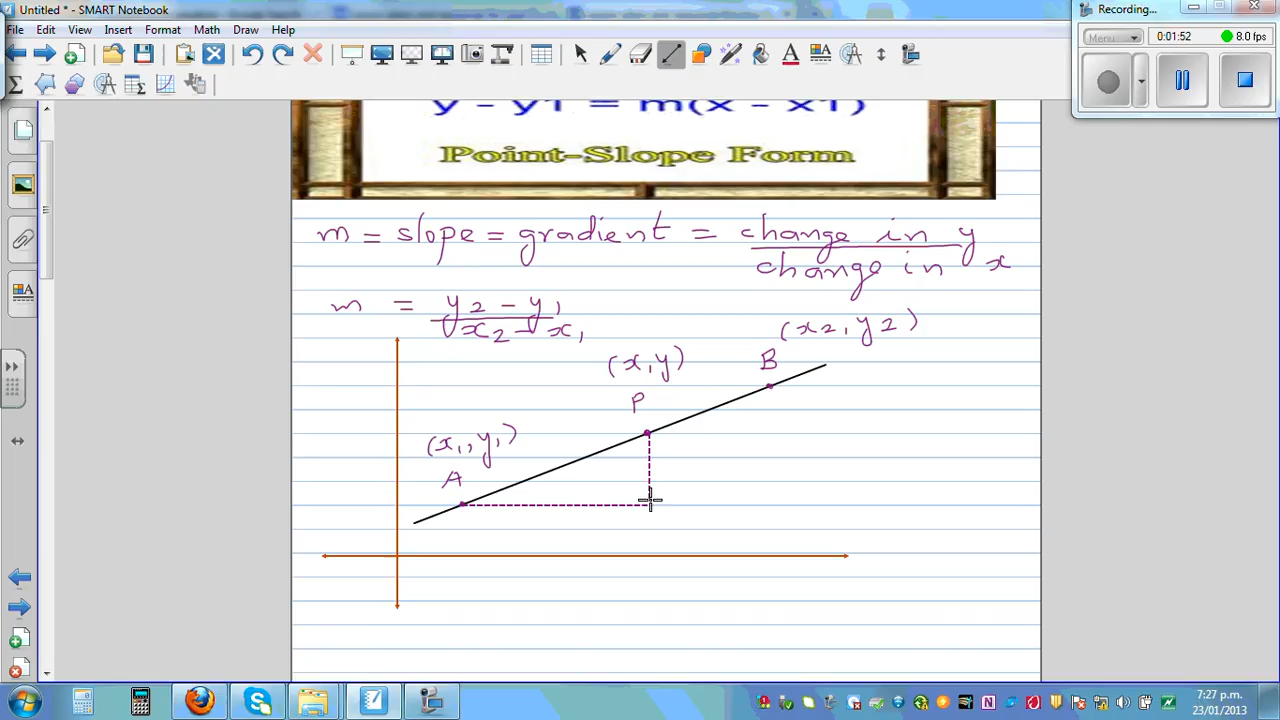 Untitled * - SMART Notebook
File Edit View Insert Format Math Draw Help
Recording...
Menu
0:01:52
8.0 fps
y - y1 = m(x - x1)
Point-Slope Form
m = slope = gradient = change in y
change in x
m = y2 - y1
x2 - x1
(x2, y2)
(x, y)
B
P
(x1, y1)
A
7:27 p.m.
23/01/2013